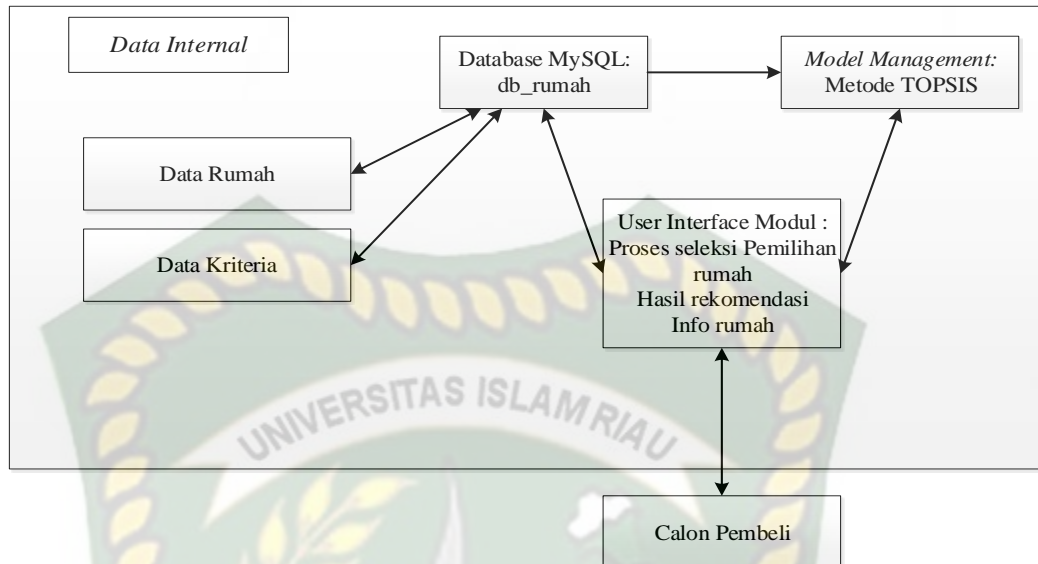 Data Internal
Database MySQL:
db_rumah
Model Management:
Metode TOPSIS
Data Rumah
Data Kriteria
User Interface Modul :
Proses seleksi Pemilihan
rumah
Hasil rekomendasi
Info rumah
UNIVERSITAS ISLAM RIAU
Calon Pembeli